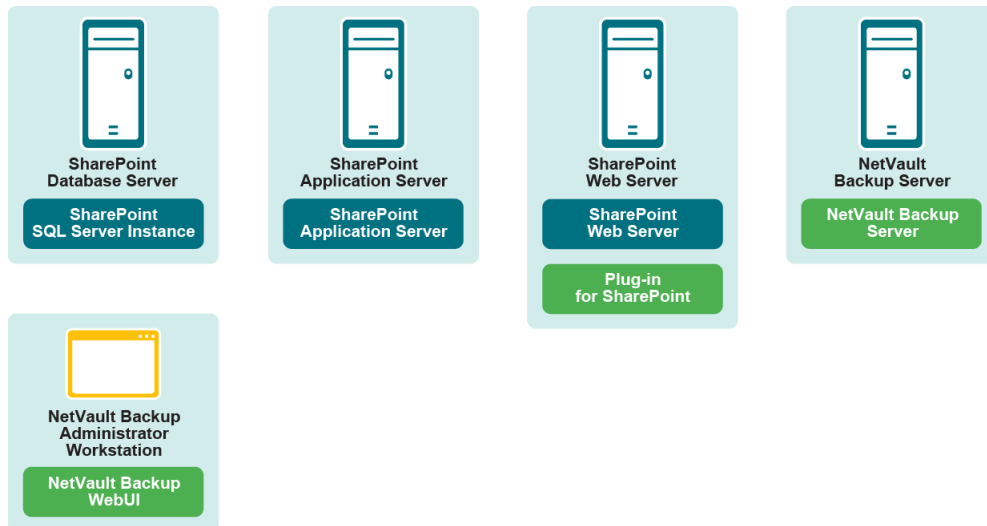 SharePoint
Database Server
SharePoint
SQL Server Instance
SharePoint
Application Server
SharePoint
Application Server
SharePoint
Web Server
SharePoint
Web Server
Plug-in
for SharePoint
NetVault
Backup Server
NetVault Backup
Server
NetVault Backup
Administrator
Workstation
NetVault Backup
WebUI